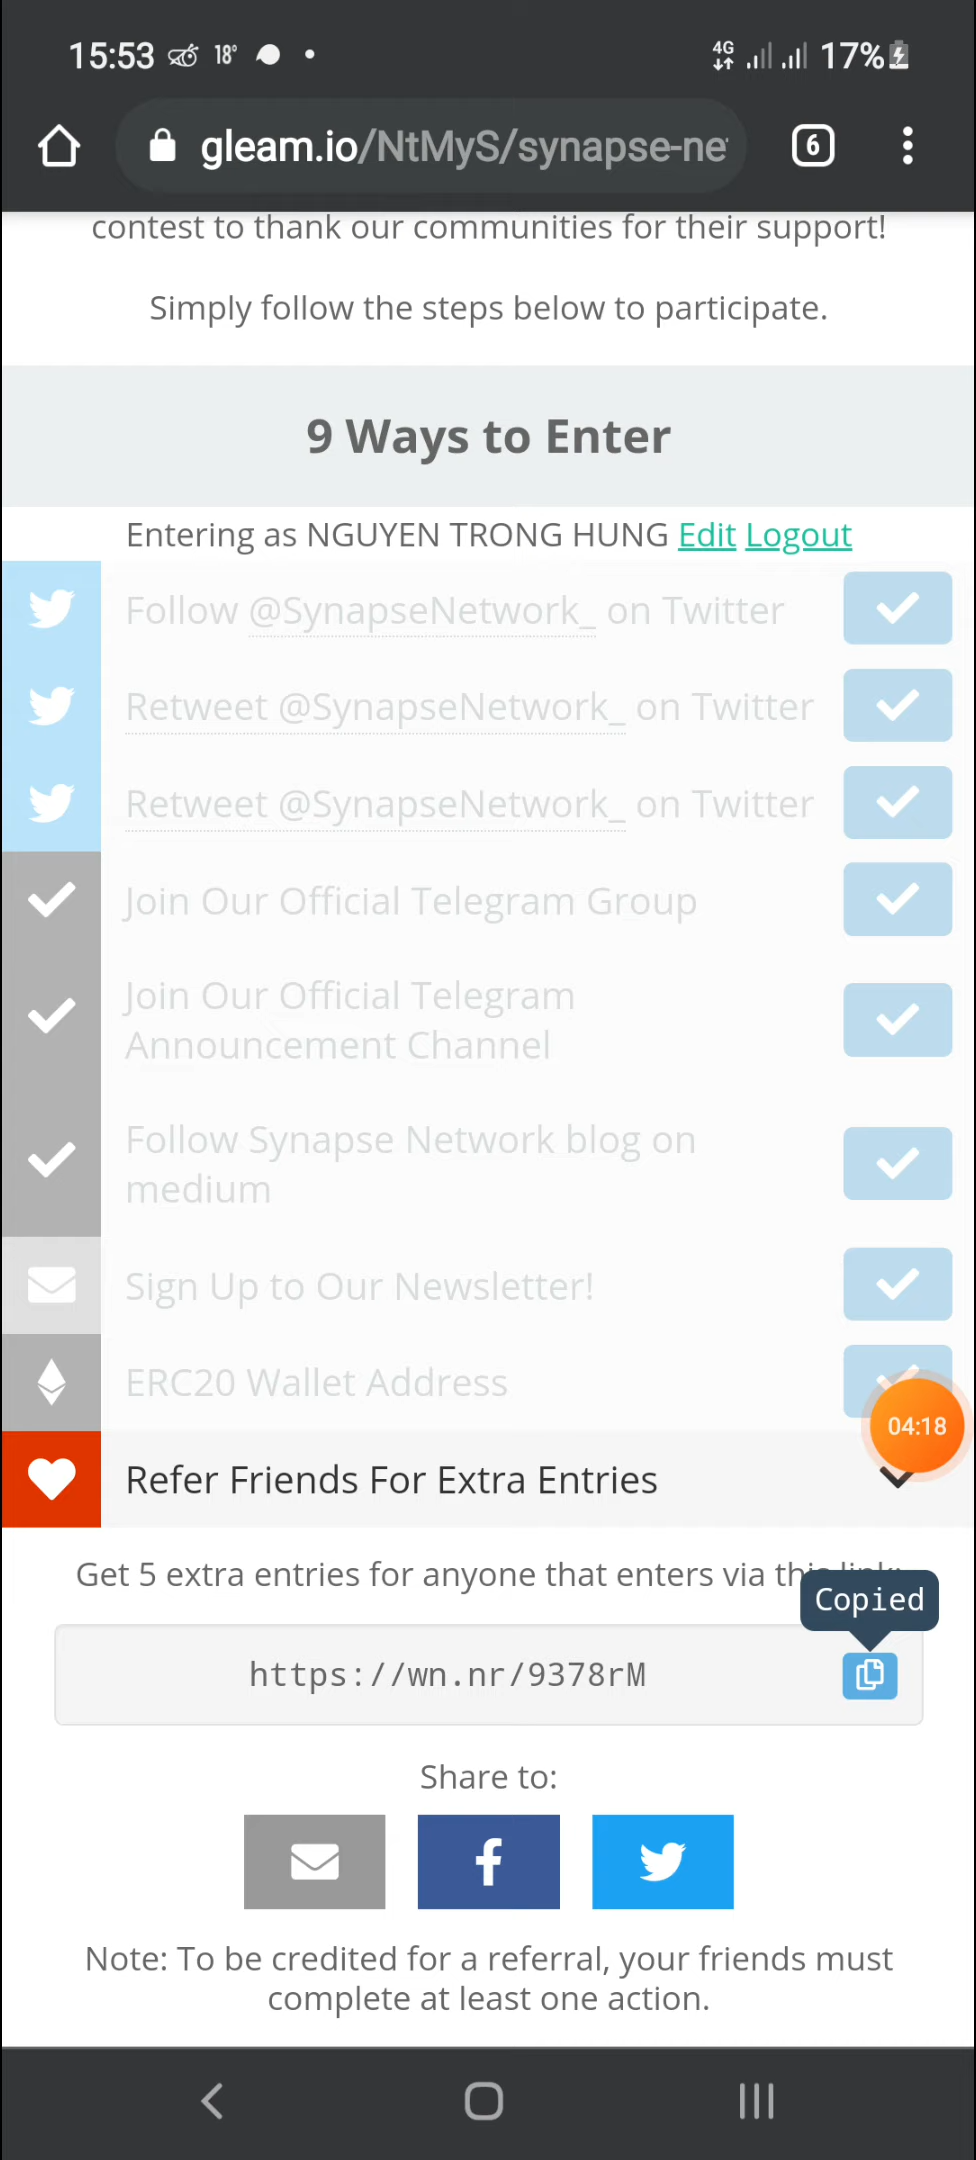 15:53 18° 4G 17%
gleam.io/NtMyS/synapse-ne
6
contest to thank our communities for their support!
Simply follow the steps below to participate.
9 Ways to Enter
Entering as NGUYEN TRONG HUNG Edit Logout
Follow @SynapseNetwork_ on Twitter
Retweet @SynapseNetwork_ on Twitter
Retweet @SynapseNetwork_ on Twitter
Join Our Official Telegram Group
Join Our Official Telegram
Announcement Channel
Follow Synapse Network blog on
medium
Sign Up to Our Newsletter!
ERC20 Wallet Address
04:18
Refer Friends For Extra Entries
Get 5 extra entries for anyone that enters via this link:
Copied
https://wn.nr/9378rM
Share to:
Note: To be credited for a referral, your friends must
complete at least one action.